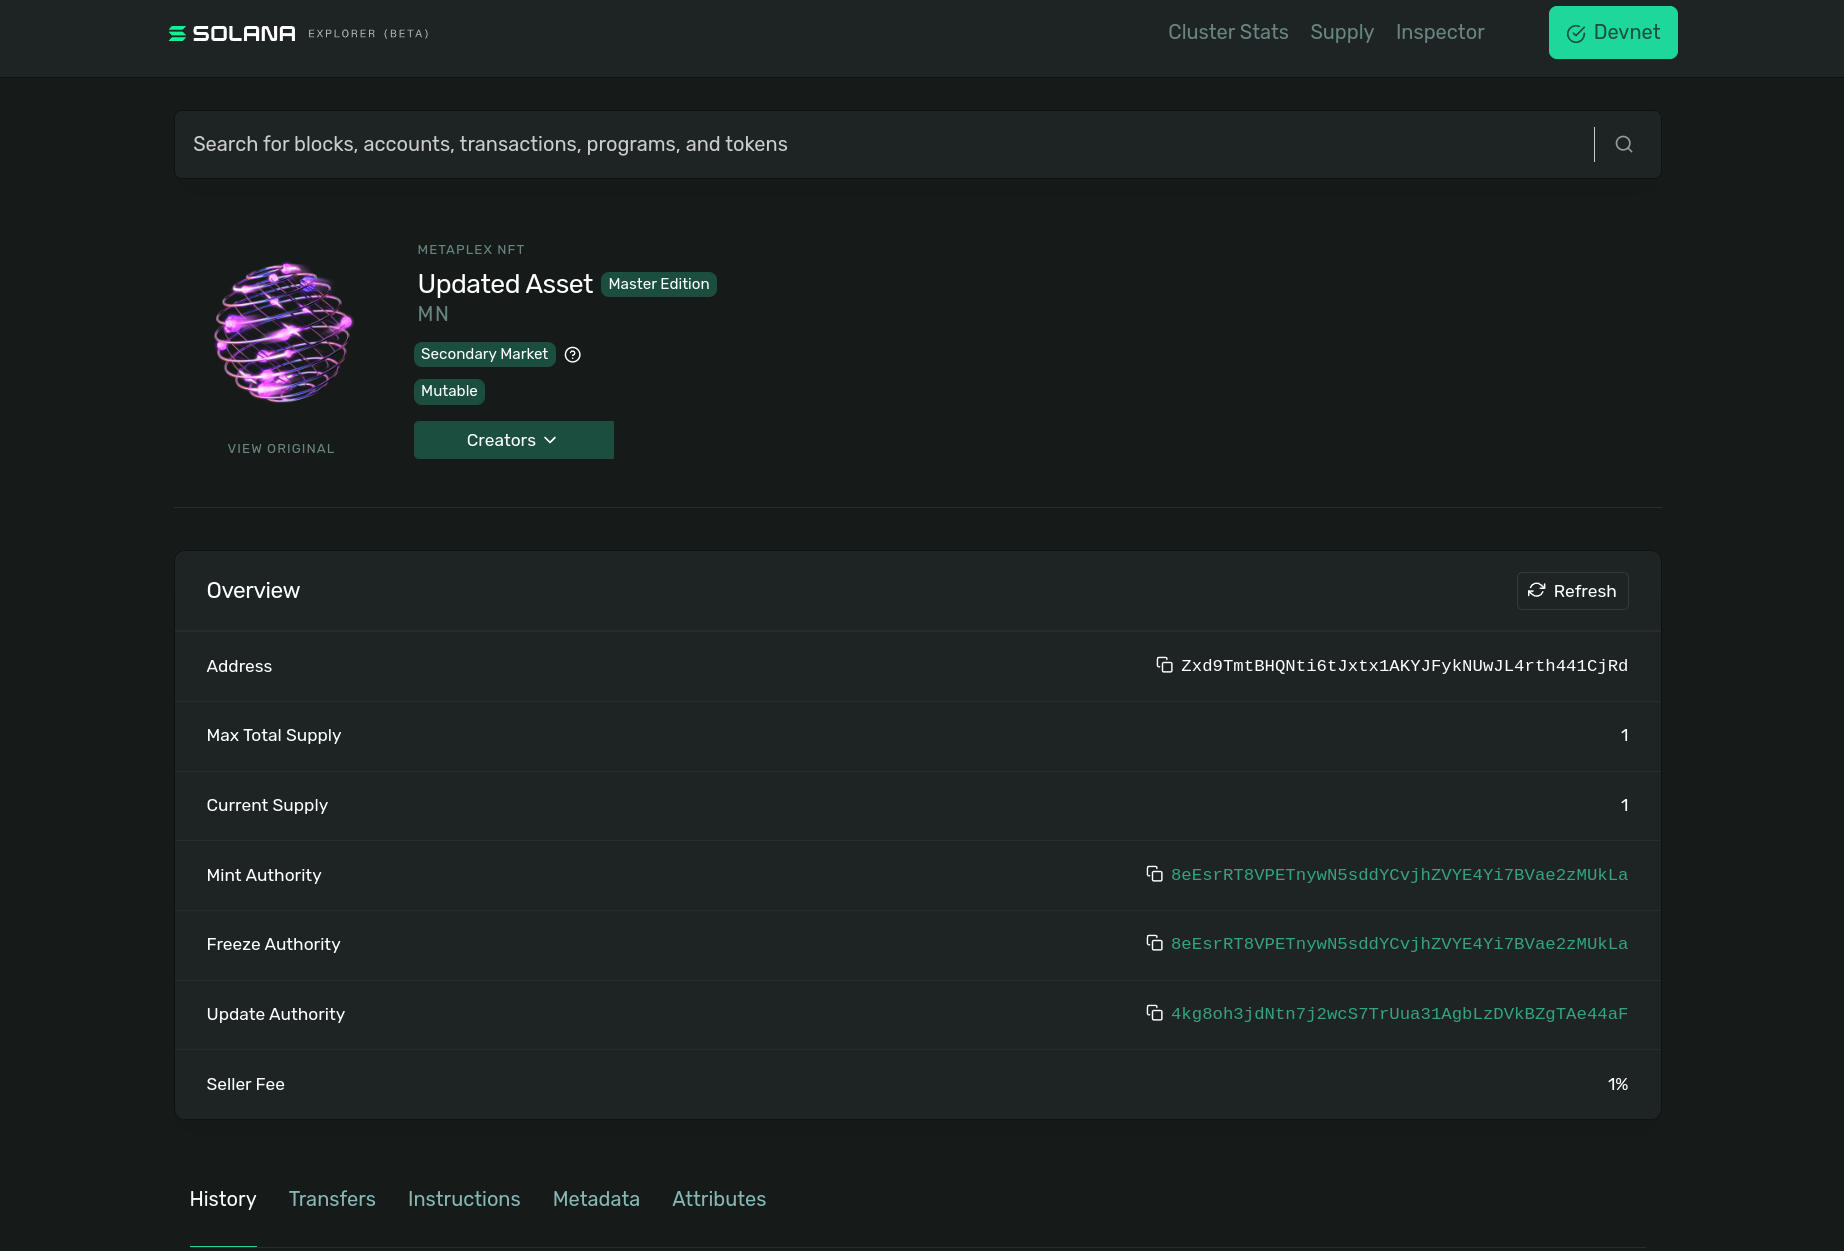 SOLANA EXPLORER (BETA)
Cluster Stats Supply Inspector Devnet
Search for blocks, accounts, transactions, programs, and tokens
METAPLEX NFT
Updated Asset Master Edition
MN
Secondary Market
Mutable
Creators
VIEW ORIGINAL
Overview Refresh
Address Zxd9TmtBHQNti6tJxtx1AKYJFykNUwJL4rth441CjRd
Max Total Supply 1
Current Supply 1
Mint Authority 8eEsrRT8VPETnywN5sddYCvjhZVYE4Yi7BVae2zMUkLa
Freeze Authority 8eEsrRT8VPETnywN5sddYCvjhZVYE4Yi7BVae2zMUkLa
Update Authority 4kg8oh3jdNtn7j2wcS7TrUua31AgbLzDVkBZgTAe44aF
Seller Fee 1%
History Transfers Instructions Metadata Attributes